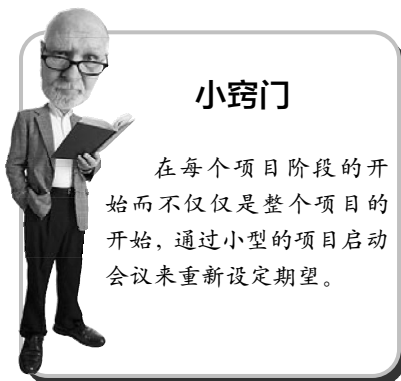 小窍门
在每个项目阶段的开
始而不仅仅是整个项目的
开始，通过小型的项目启动
会议来重新设定期望。